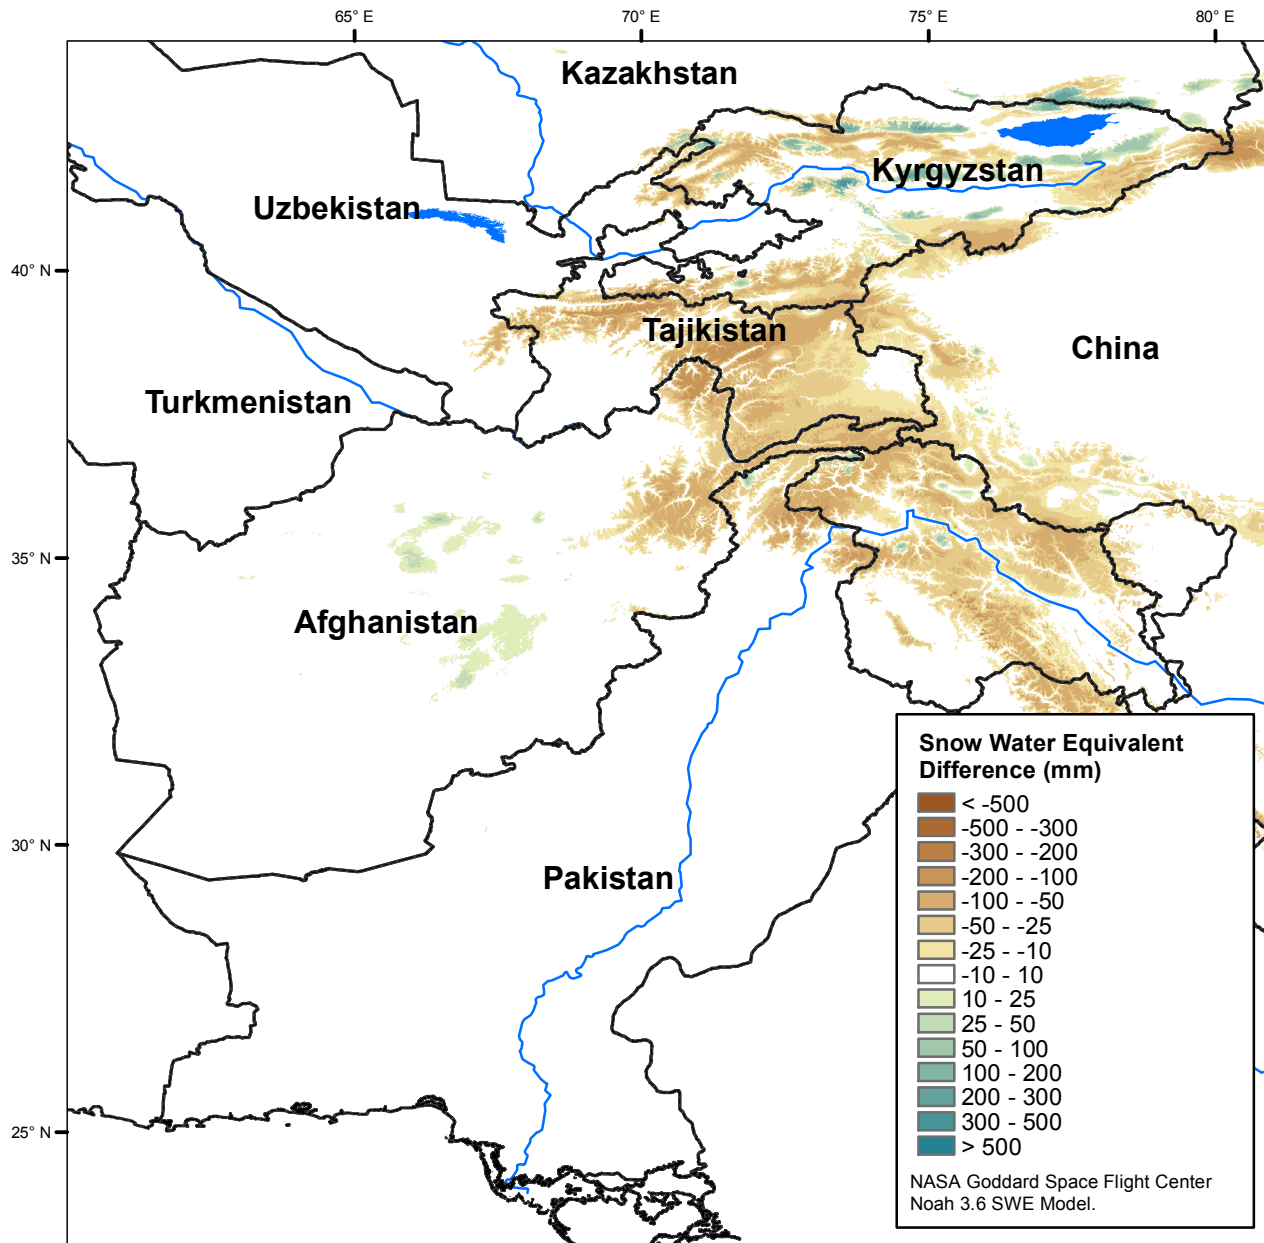 65° E
70° E
75° E
80° E
Kazakhstan
Kyrgyzstan
Uzbekistan
40° N
Tajikistan
China
Turkmenistan
35° N
Afghanistan
Snow Water Equivalent
Difference (mm)
< -500
-500 - -300
-300 - -200
-200 - -100
-100 - -50
-50 - -25
-25 - -10
-10 - 10
10 - 25
25 - 50
50 - 100
100 - 200
200 - 300
300 - 500
> 500
NASA Goddard Space Flight Center
Noah 3.6 SWE Model.
30° N
Pakistan
25° N